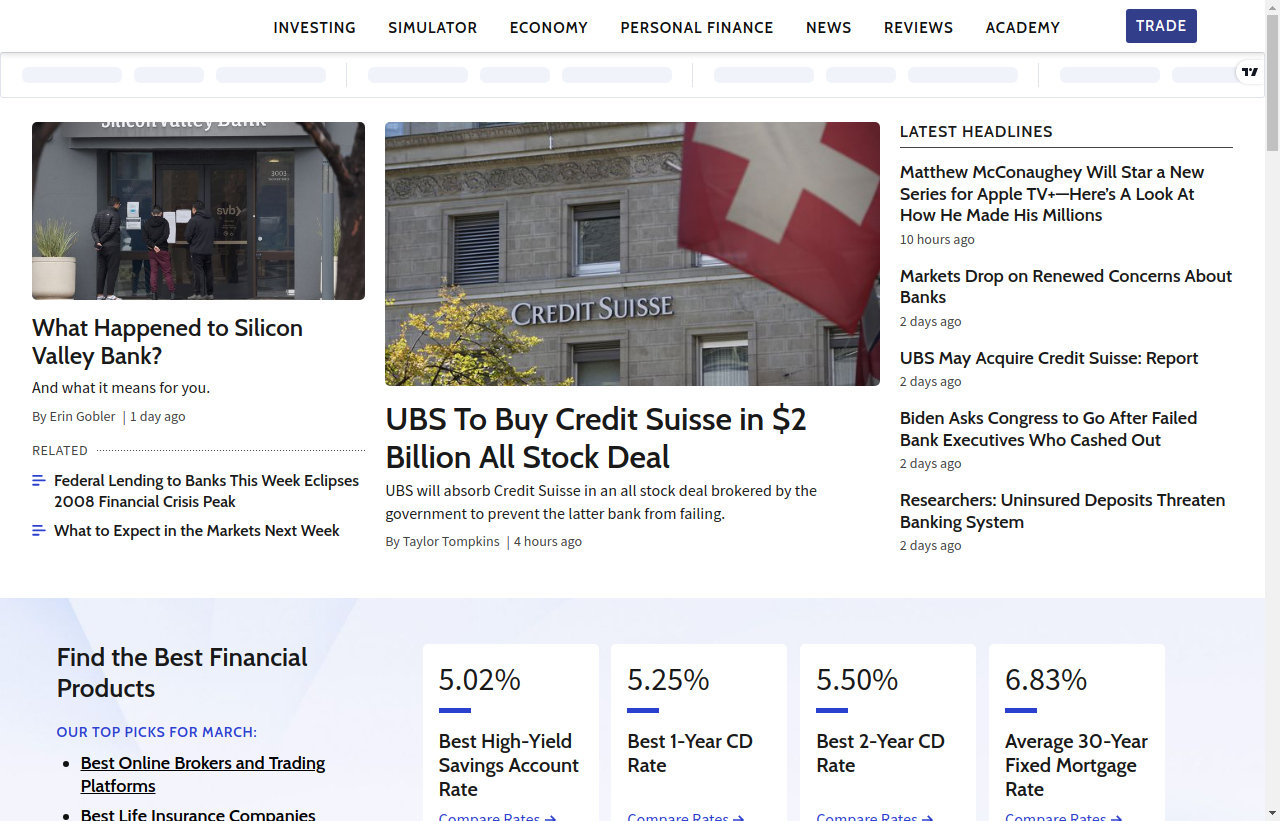 INVESTING SIMULATOR ECONOMY PERSONAL FINANCE NEWS REVIEWS ACADEMY TRADE
Silicon Valley Bank
3003
svb
What Happened to Silicon
Valley Bank?
And what it means for you.
By Erin Gobler | 1 day ago
RELATED
Federal Lending to Banks This Week Eclipses
2008 Financial Crisis Peak
What to Expect in the Markets Next Week
CREDIT SUISSE
UBS To Buy Credit Suisse in $2
Billion All Stock Deal
UBS will absorb Credit Suisse in an all stock deal brokered by the
government to prevent the latter bank from failing.
By Taylor Tompkins | 4 hours ago
LATEST HEADLINES
Matthew McConaughey Will Star a New
Series for Apple TV+—Here's A Look At
How He Made His Millions
10 hours ago
Markets Drop on Renewed Concerns About
Banks
2 days ago
UBS May Acquire Credit Suisse: Report
2 days ago
Biden Asks Congress to Go After Failed
Bank Executives Who Cashed Out
2 days ago
Researchers: Uninsured Deposits Threaten
Banking System
2 days ago
Find the Best Financial
Products
OUR TOP PICKS FOR MARCH:
Best Online Brokers and Trading
Platforms
Best Life Insurance Companies
5.02%
Best High-Yield
Savings Account
Rate
Compare Rates →
5.25%
Best 1-Year CD
Rate
Compare Rates →
5.50%
Best 2-Year CD
Rate
Compare Rates →
6.83%
Average 30-Year
Fixed Mortgage
Rate
Compare Rates →